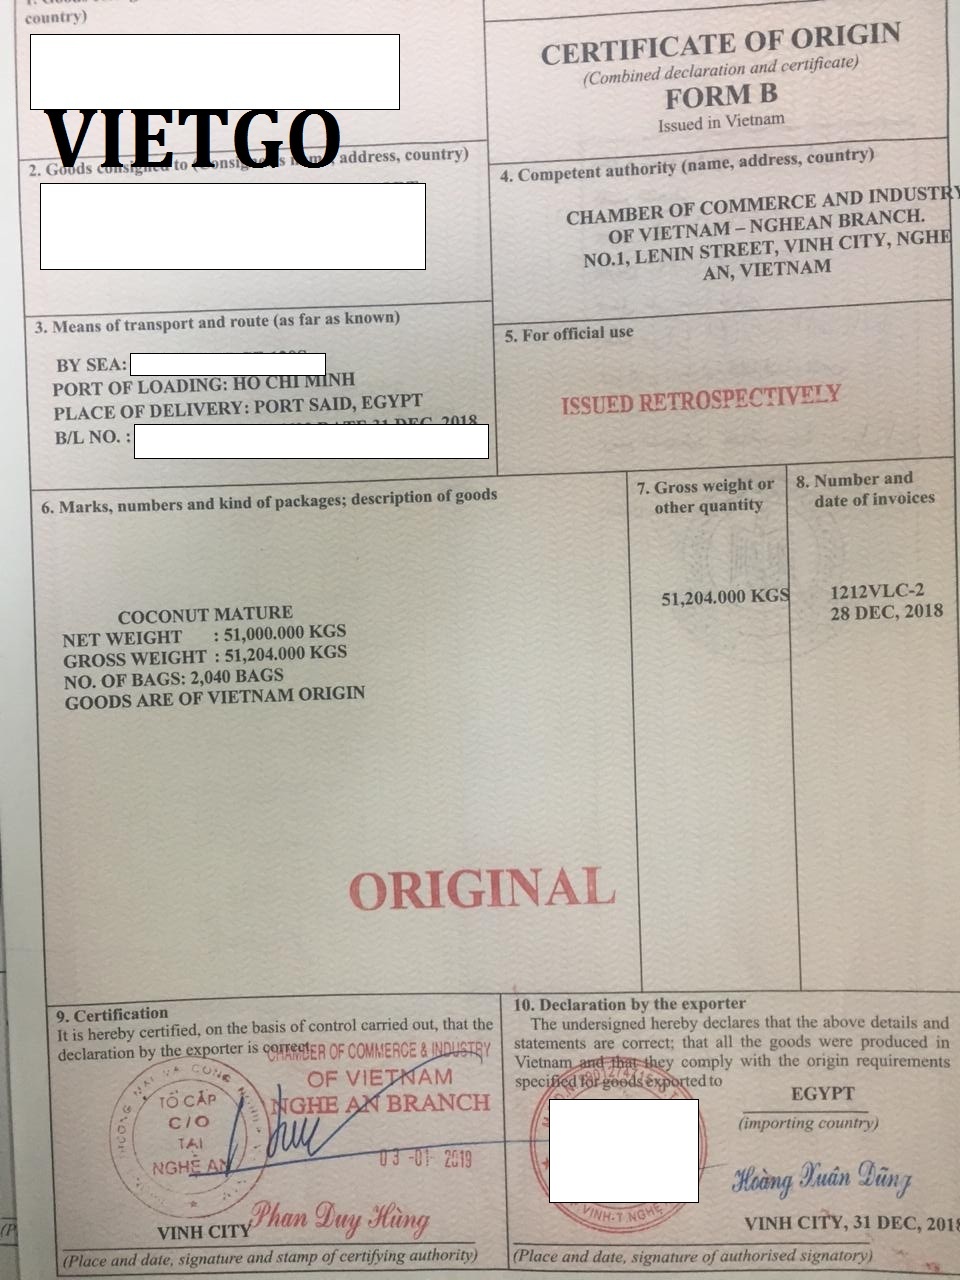 country)
CERTIFICATE OF ORIGIN
(Combined declaration and certificate)
FORM B
Issued in Vietnam
VIETGO
2. Goods consigned to (Consignee's name, address, country)
4. Competent authority (name, address, country)
CHAMBER OF COMMERCE AND INDUSTRY
OF VIETNAM – NGHEAN BRANCH.
NO.1, LENIN STREET, VINH CITY, NGHE
AN, VIETNAM
3. Means of transport and route (as far as known)
BY SEA:
PORT OF LOADING: HO CHI MINH
PLACE OF DELIVERY: PORT SAID, EGYPT
31 DEC, 2018
B/L NO. :
5. For official use
ISSUED RETROSPECTIVELY
6. Marks, numbers and kind of packages; description of goods
7. Gross weight or
other quantity
8. Number and
date of invoices
COCONUT MATURE
NET WEIGHT : 51,000.000 KGS
GROSS WEIGHT : 51,204.000 KGS
NO. OF BAGS: 2,040 BAGS
GOODS ARE OF VIETNAM ORIGIN
51,204.000 KGS
1212VLC-2
28 DEC, 2018
ORIGINAL
9. Certification
It is hereby certified, on the basis of control carried out, that the
declaration by the exporter is correct.
CHAMBER OF COMMERCE & INDUSTRY
OF VIETNAM
NGHE AN BRANCH
TỔ CẤP
C/O
TẠI
NGHỆ AN
03 -01- 2019
Phan Duy Hùng
VINH CITY
(Place and date, signature and stamp of certifying authority)
10. Declaration by the exporter
The undersigned hereby declares that the above details and
statements are correct; that all the goods were produced in
Vietnam and that they comply with the origin requirements
specified for goods exported to
EGYPT
(importing country)
VINH-T.NGHỆ
Hoàng Xuân Dũng
VINH CITY, 31 DEC, 2018
(Place and date, signature of authorised signatory)